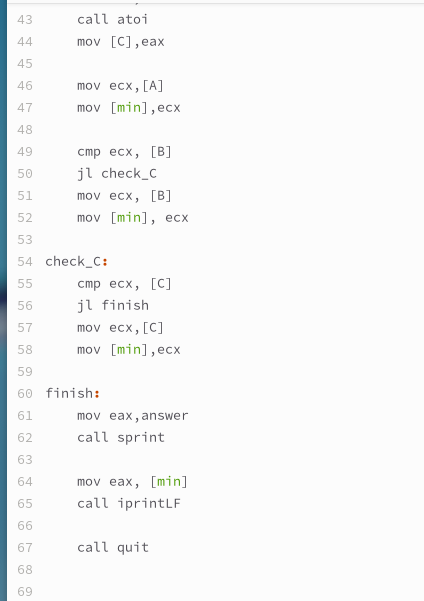 43 call atoi
44 mov [C],eax
45
46 mov ecx,[A]
47 mov [min],ecx
48
49 cmp ecx, [B]
50 jl check_C
51 mov ecx, [B]
52 mov [min], ecx
53
54 check_C:
55 cmp ecx, [C]
56 jl finish
57 mov ecx,[C]
58 mov [min],ecx
59
60 finish:
61 mov eax,answer
62 call sprint
63
64 mov eax, [min]
65 call iprintLF
66
67 call quit
68
69